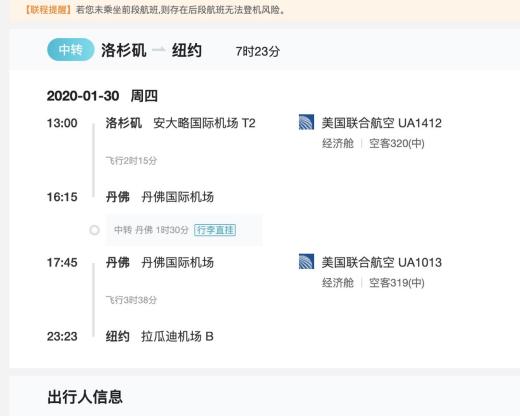 【联程提醒】若您未乘坐前段航班,则存在后段航班无法登机风险。
中转 洛杉矶 纽约 7时23分
2020-01-30 周四
13:00 洛杉矶 安大略国际机场 T2 美国联合航空 UA1412
经济舱 | 空客320(中)
飞行2时15分
16:15 丹佛 丹佛国际机场
中转 丹佛 1时30分 行李直挂
17:45 丹佛 丹佛国际机场 美国联合航空 UA1013
经济舱 | 空客319(中)
飞行3时38分
23:23 纽约 拉瓜迪机场 B
出行人信息